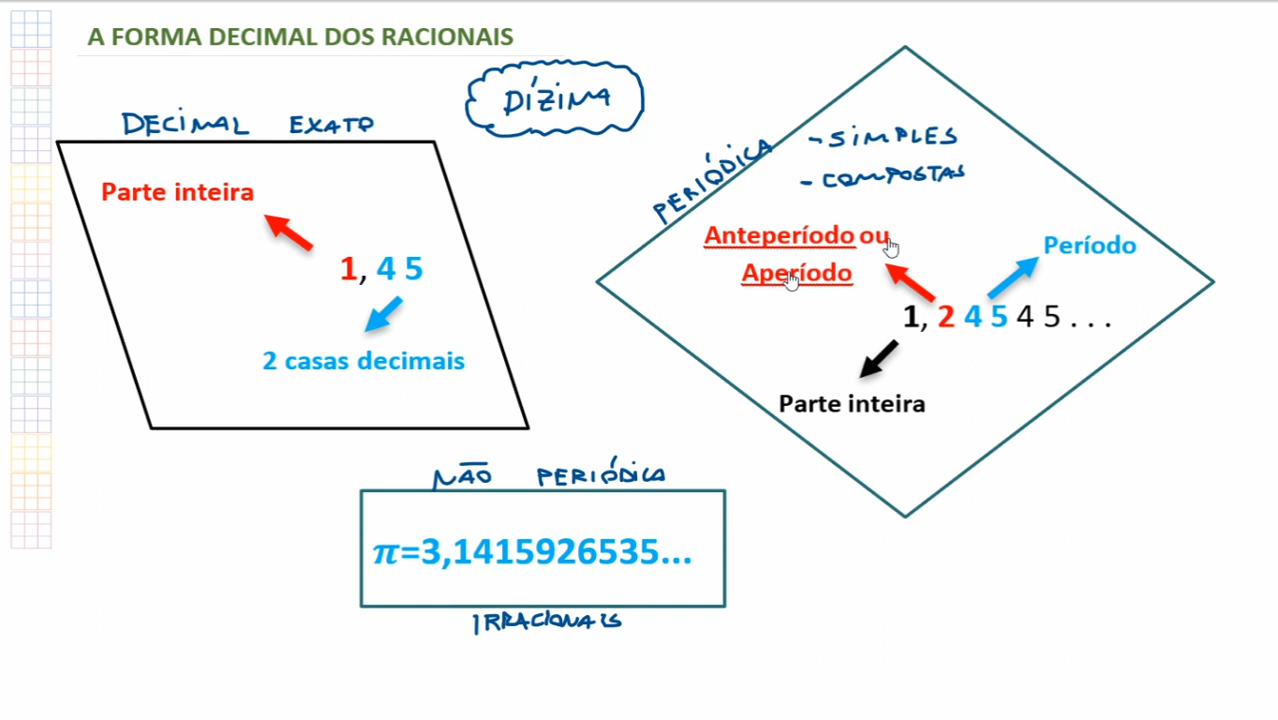 A FORMA DECIMAL DOS RACIONAIS
DÍZIMA
DECIMAL EXATO
Parte inteira
1, 4 5
2 casas decimais
PERIÓDICA
- SIMPLES
- COMPOSTAS
Anteperíodo ou
Aperíodo
Período
1, 2 4 5 4 5 . . .
Parte inteira
NÃO PERIÓDICA
π=3,1415926535...
IRRACIONAIS